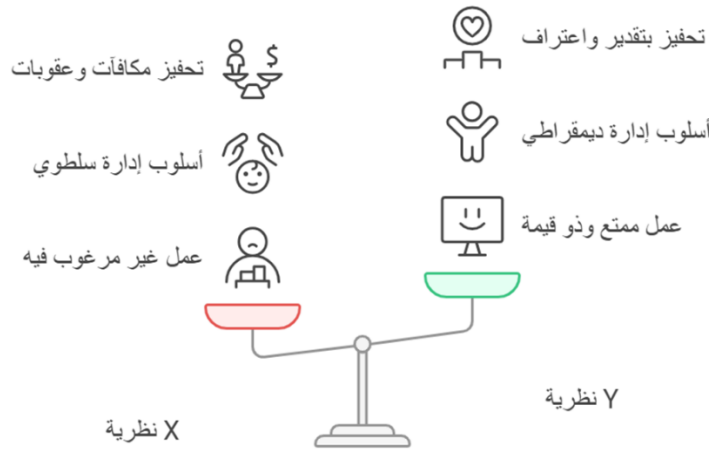 تحفيز بتقدير واعتراف
تحفيز مكافآت وعقوبات
$
أسلوب إدارة ديمقراطي
أسلوب إدارة سلطوي
عمل ممتع وذو قيمة
عمل غير مرغوب فيه
نظرية Y
نظرية X